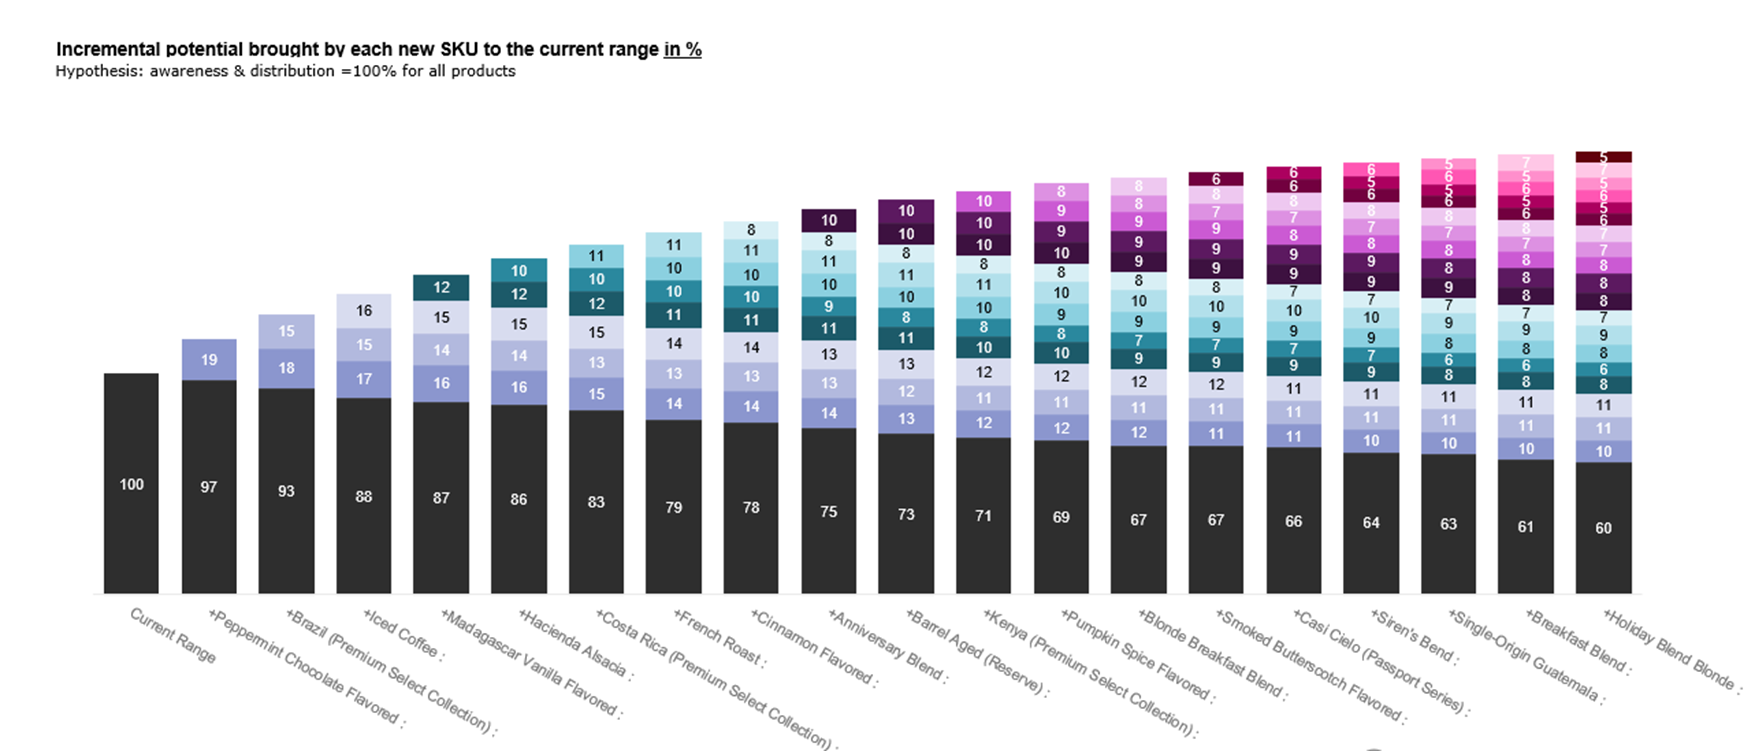 Incremental potential brought by each new SKU to the current range in %
Hypothesis: awareness & distribution =100% for all products
100
19 97
15 18 93
16 15 17 88
12 15 14 16 87
10 12 15 14 16 86
11 10 12 15 13 15 83
11 10 10 11 14 13 14 79
8 11 10 10 11 14 13 14 78
10 8 11 10 9 11 13 13 14 75
10 10 8 11 10 8 11 13 12 13 73
10 10 10 8 11 10 8 10 12 11 12 71
8 9 9 10 8 10 9 8 10 12 11 12 69
8 8 9 9 9 8 10 9 7 9 12 11 12 67
6 8 7 9 9 9 8 10 9 7 9 12 11 11 67
6 6 8 7 8 9 9 7 10 9 7 9 11 11 11 66
6 5 6 8 7 8 9 9 7 10 9 7 9 11 11 10 64
5 6 5 6 8 7 8 8 9 7 9 8 6 8 11 11 10 63
7 5 6 5 6 8 7 8 8 8 7 9 8 6 8 11 11 10 61
5 7 5 6 5 6 7 7 8 8 8 7 9 8 6 8 11 11 10 60
Current Range
+Peppermint Chocolate Flavored :
+Brazil (Premium Select Collection) :
+Iced Coffee :
+Madagascar Vanilla Flavored :
+Hacienda Alsacia :
+Costa Rica (Premium Select Collection) :
+French Roast :
+Cinnamon Flavored :
+Anniversary Blend :
+Barrel Aged (Reserve) :
+Kenya (Premium Select Collection) :
+Pumpkin Spice Flavored :
+Blonde Breakfast Blend :
+Smoked Butterscotch Flavored :
+Casi Cielo (Passport Series) :
+Siren's Bend :
+Single-Origin Guatemala :
+Breakfast Blend :
+Holiday Blend Blonde :